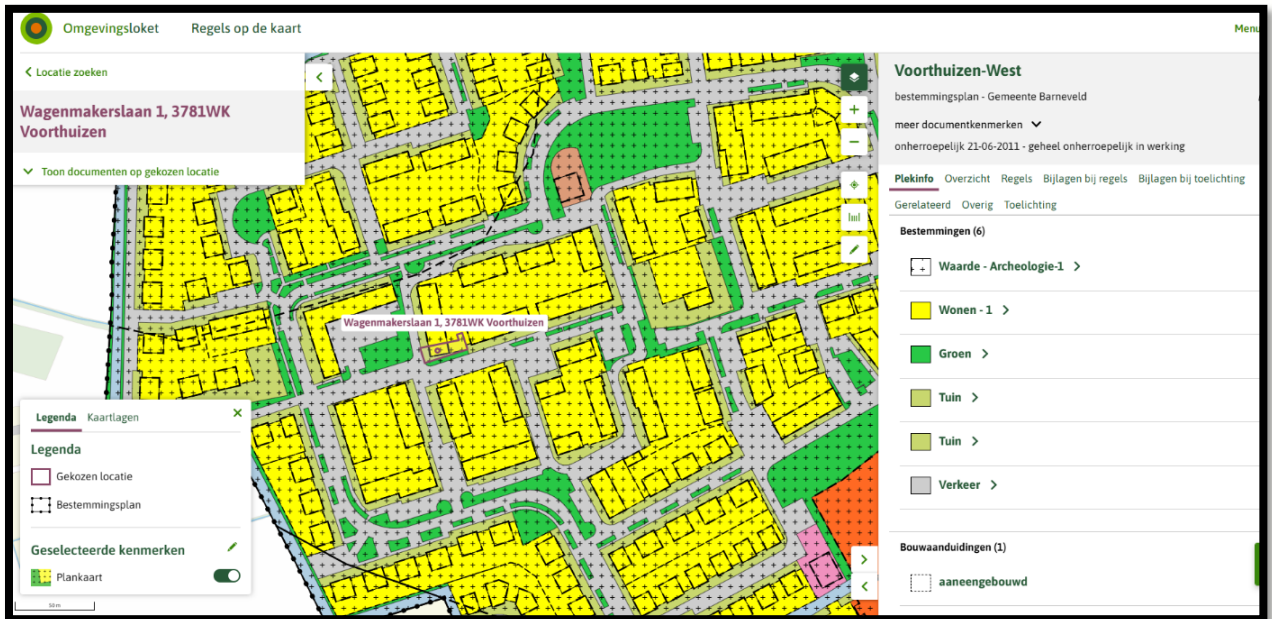 Omgevingsloket
Regels op de kaart
Menu
Locatie zoeken
Wagenmakerslaan 1, 3781WK
Voorthuizen
Toon documenten op gekozen locatie
Wagenmakerslaan 1, 3781WK Voorthuizen
Legenda Kaartlagen
Legenda
Gekozen locatie
Bestemmingsplan
Geselecteerde kenmerken
Plankaart
50 m
Voorthuizen-West
bestemmingsplan - Gemeente Barneveld
meer documentkenmerken
onherroepelijk 21-06-2011 - geheel onherroepelijk in werking
Plekinfo Overzicht Regels Bijlagen bij regels Bijlagen bij toelichting
Gerelateerd Overig Toelichting
Bestemmingen (6)
Waarde - Archeologie-1
Wonen - 1
Groen
Tuin
Tuin
Verkeer
Bouwaanduidingen (1)
aaneengebouwd